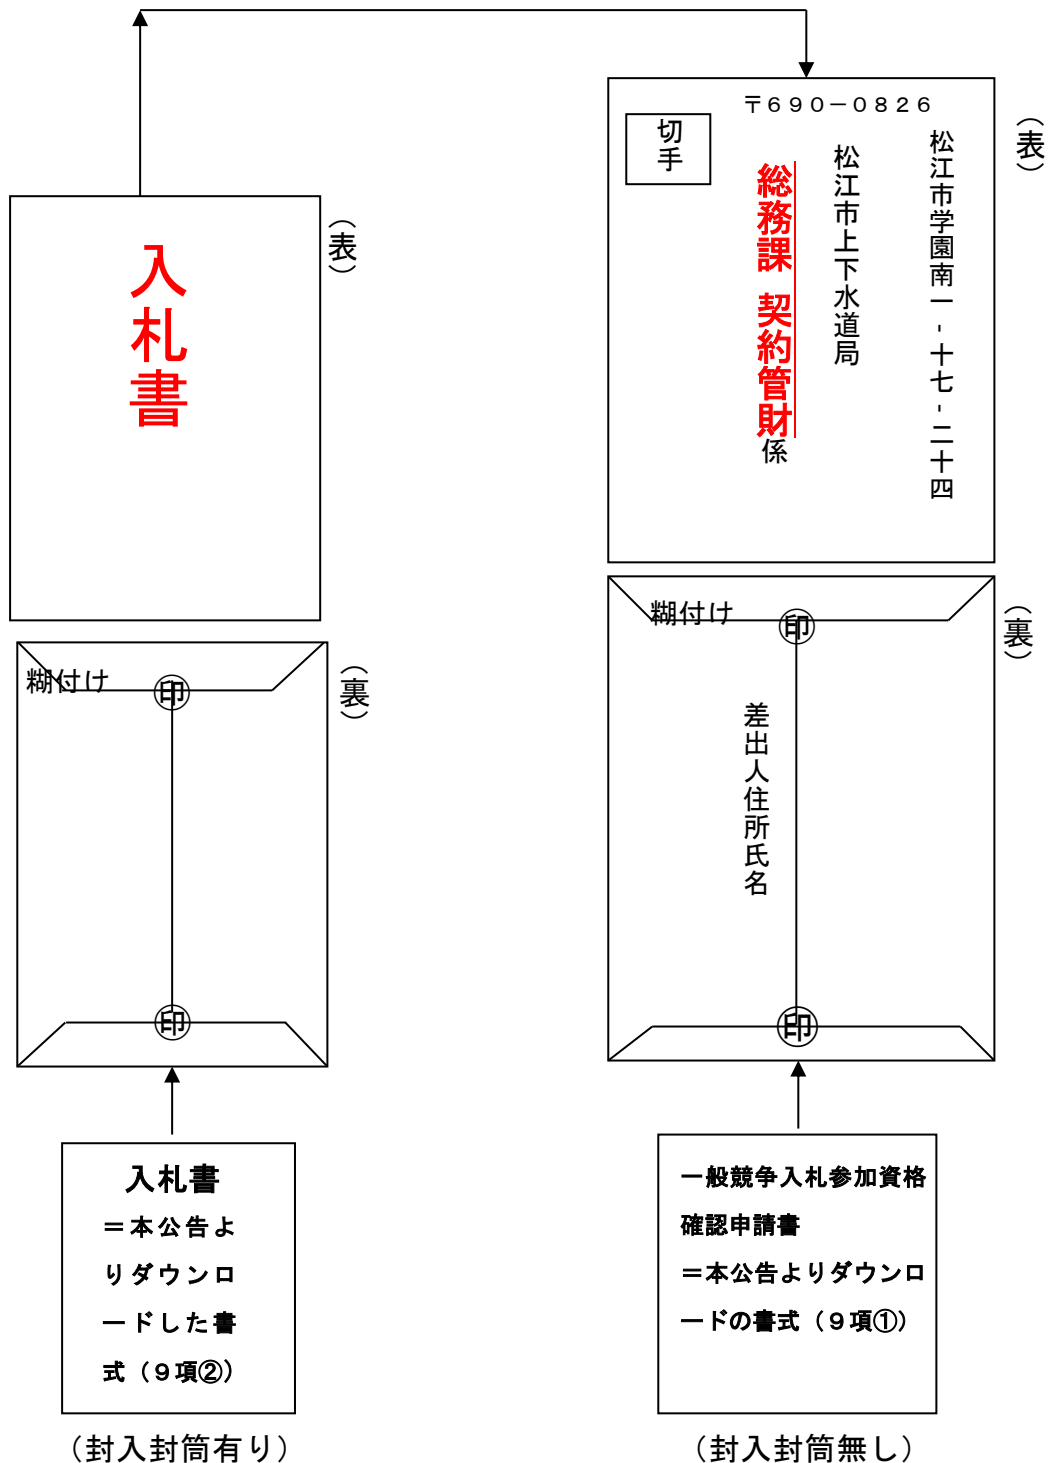 入札書
（表）
糊付け
印
印
（裏）
入札書
＝本公告よ
りダウンロ
ードした書
式（９項②）
（封入封筒有り）
〒６９０－０８２６
切手
松江市学園南一-十七-二十四
松江市上下水道局
総務課 契約管財係
（表）
糊付け
印
差出人住所氏名
印
（裏）
一般競争入札参加資格
確認申請書
＝本公告よりダウンロ
ードの書式（９項①）
（封入封筒無し）